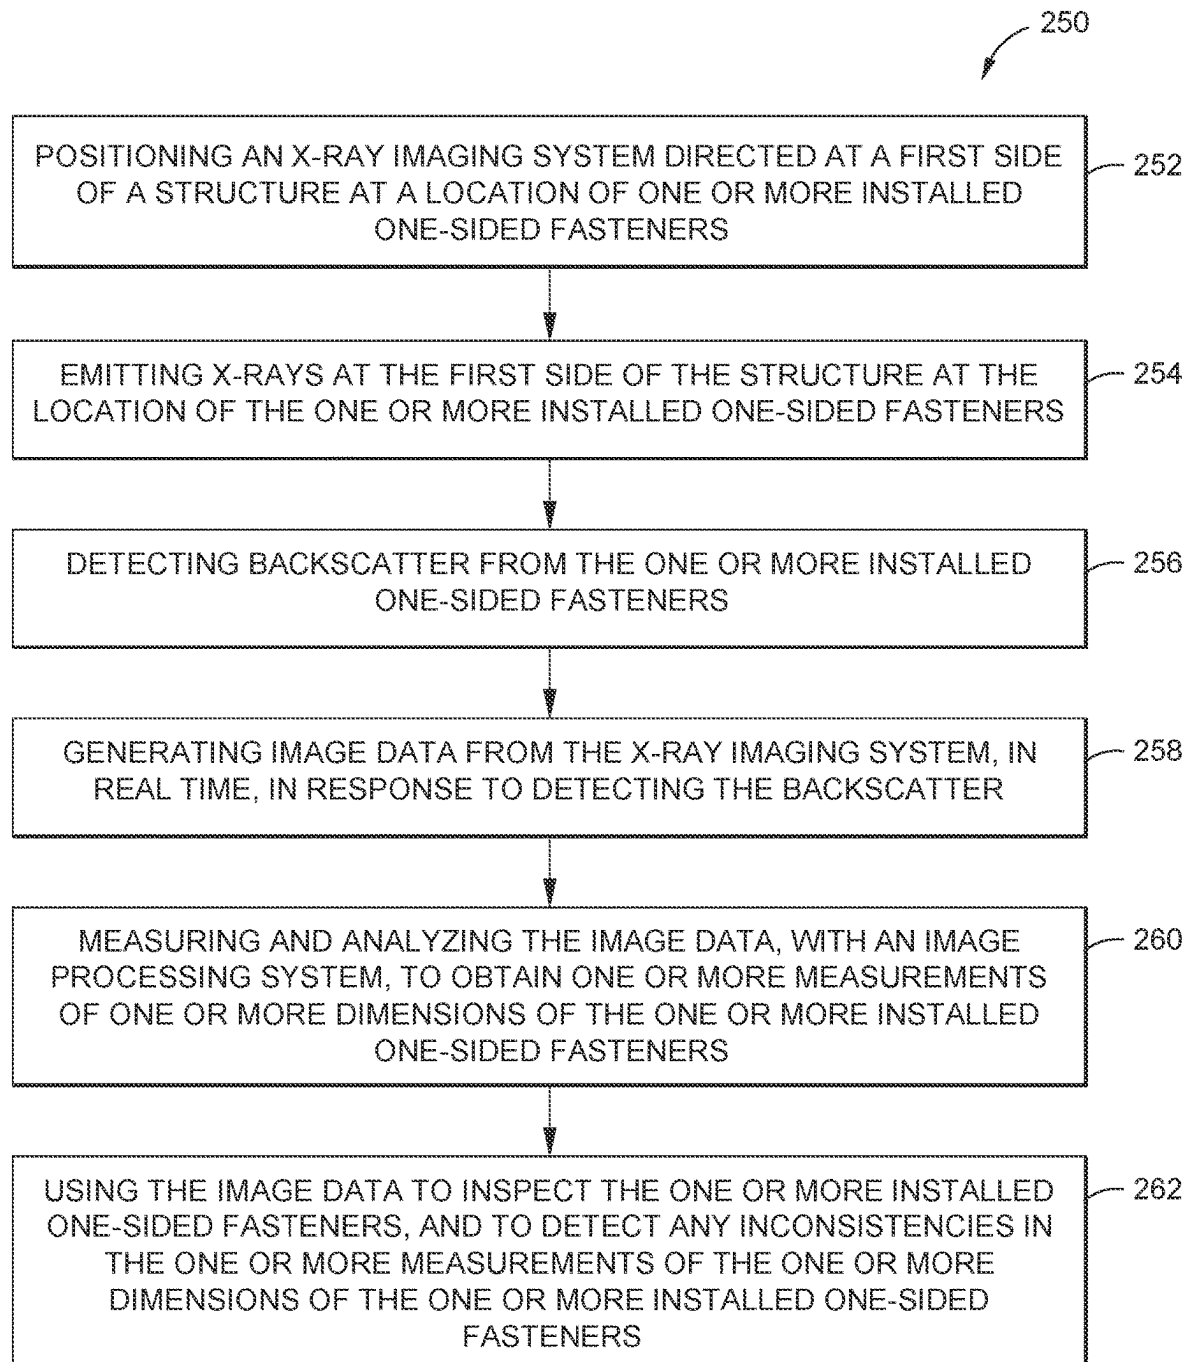 250
POSITIONING AN X-RAY IMAGING SYSTEM DIRECTED AT A FIRST SIDE
OF A STRUCTURE AT A LOCATION OF ONE OR MORE INSTALLED
ONE-SIDED FASTENERS
252
EMITTING X-RAYS AT THE FIRST SIDE OF THE STRUCTURE AT THE
LOCATION OF THE ONE OR MORE INSTALLED ONE-SIDED FASTENERS
254
DETECTING BACKSCATTER FROM THE ONE OR MORE INSTALLED
ONE-SIDED FASTENERS
256
GENERATING IMAGE DATA FROM THE X-RAY IMAGING SYSTEM, IN
REAL TIME, IN RESPONSE TO DETECTING THE BACKSCATTER
258
MEASURING AND ANALYZING THE IMAGE DATA, WITH AN IMAGE
PROCESSING SYSTEM, TO OBTAIN ONE OR MORE MEASUREMENTS
OF ONE OR MORE DIMENSIONS OF THE ONE OR MORE INSTALLED
ONE-SIDED FASTENERS
260
USING THE IMAGE DATA TO INSPECT THE ONE OR MORE INSTALLED
ONE-SIDED FASTENERS, AND TO DETECT ANY INCONSISTENCIES IN
THE ONE OR MORE MEASUREMENTS OF THE ONE OR MORE
DIMENSIONS OF THE ONE OR MORE INSTALLED ONE-SIDED
FASTENERS
262